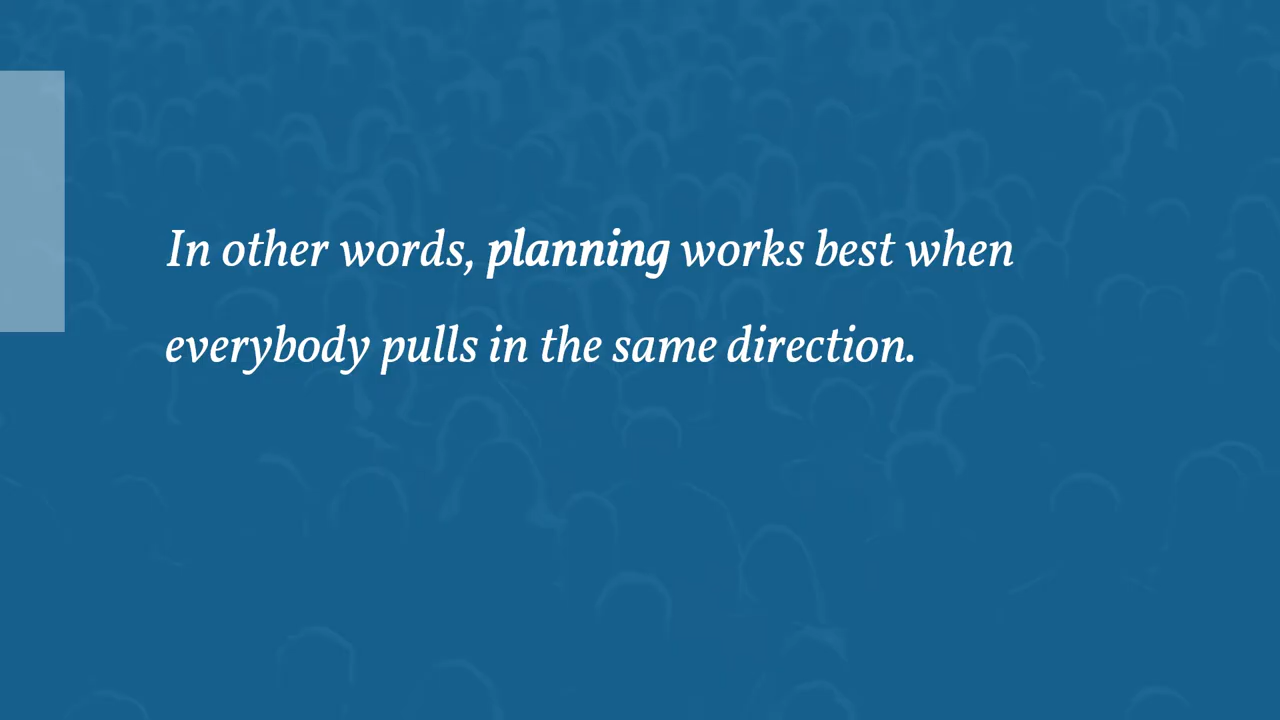 In other words, planning works best when
everybody pulls in the same direction.